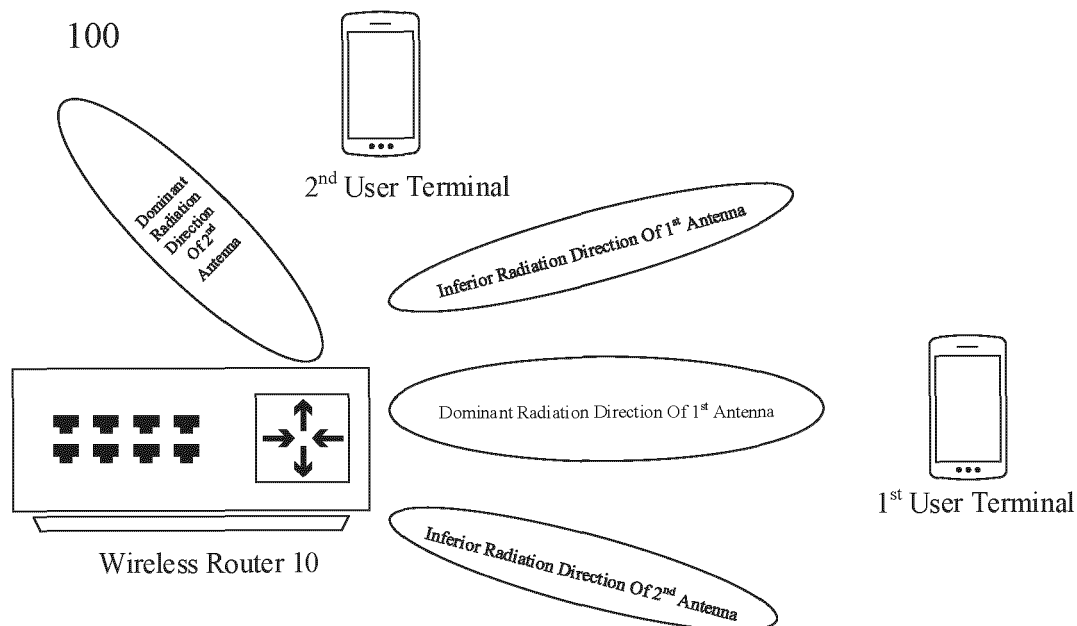 100
2nd User Terminal
Dominant
Radiation
Direction
Of 2nd
Antenna
Inferior Radiation Direction Of 1st Antenna
Dominant Radiation Direction Of 1st Antenna
1st User Terminal
Inferior Radiation Direction Of 2nd Antenna
Wireless Router 10